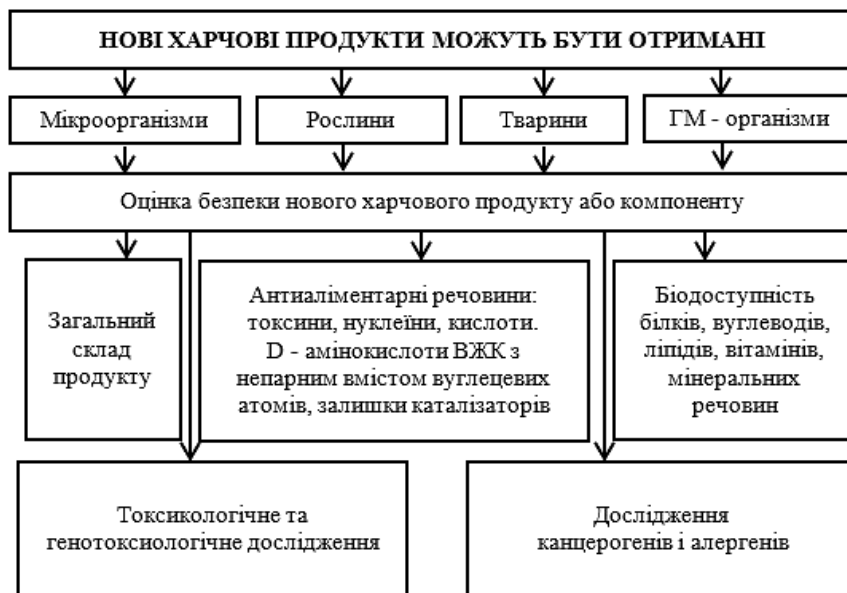 НОВІ ХАРЧОВІ ПРОДУКТИ МОЖУТЬ БУТИ ОТРИМАНІ
Мікроорганізми
Рослини
Тварини
ГМ - організми
Оцінка безпеки нового харчового продукту або компоненту
Загальний
склад
продукту
Антиаліментарні речовини:
токсини, нуклеїни, кислоти.
D - амінокислоти ВЖК з
непарним вмістом вуглецевих
атомів, залишки каталізаторів
Біодоступність
білків, вуглеводів,
ліпідів, вітамінів,
мінеральних
речовин
Токсикологічне та
генотоксиологічне дослідження
Дослідження
канцерогенів і алергенів